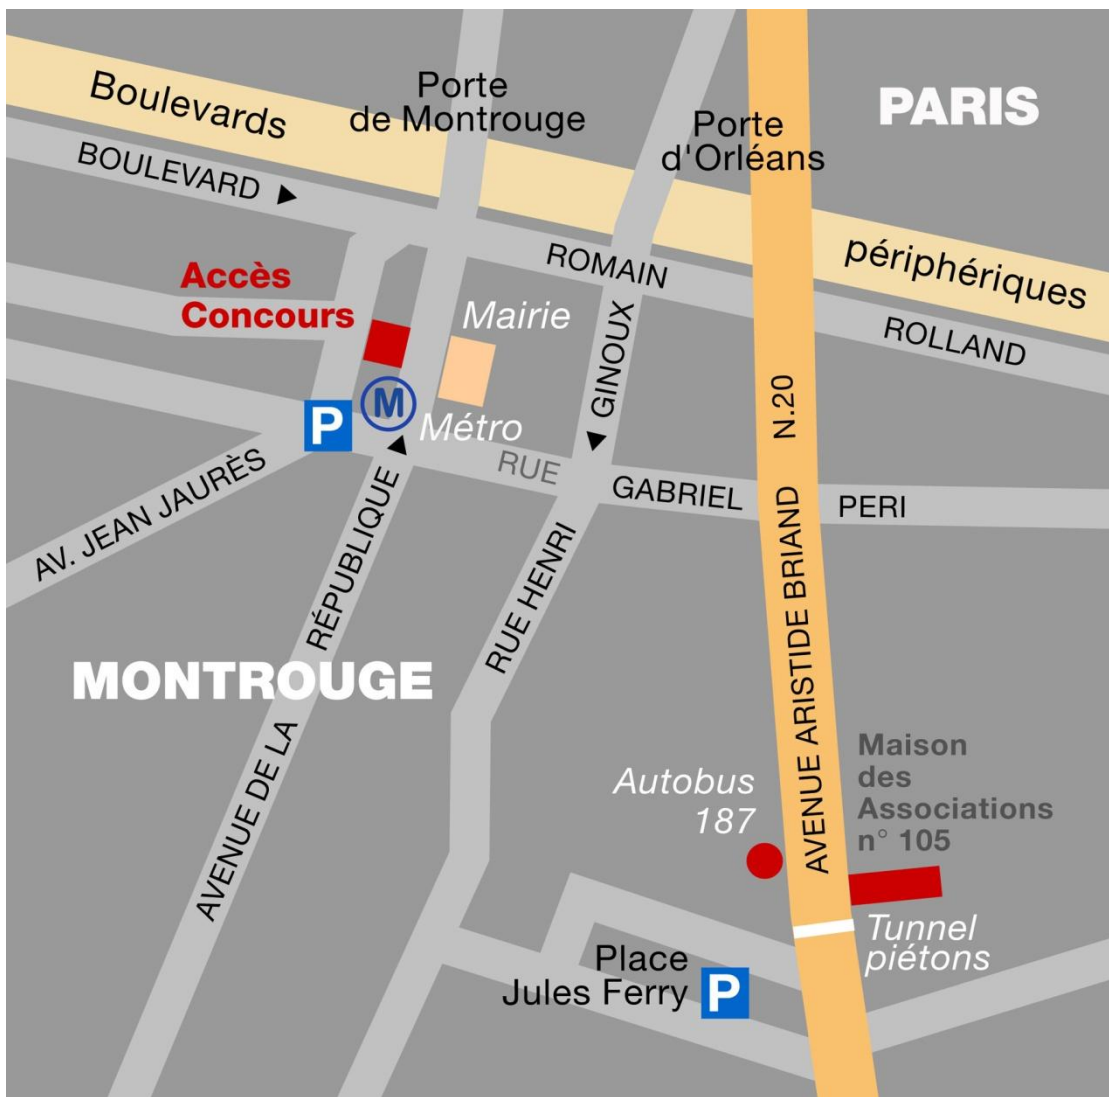 Boulevards
Porte
de Montrouge
PARIS
Porte
d'Orléans
BOULEVARD
ROMAIN
périphériques
ROLLAND
Accès
Concours
Mairie
GINOUX
N.20
M
P
Métro
RUE
GABRIEL
PERI
AV. JEAN JAURÈS
RÉPUBLIQUE
RUE HENRI
AVENUE ARISTIDE BRIAND
MONTROUGE
AVENUE DE LA
Autobus
187
Maison
des
Associations
n° 105
Tunnel
piétons
Place
Jules Ferry
P